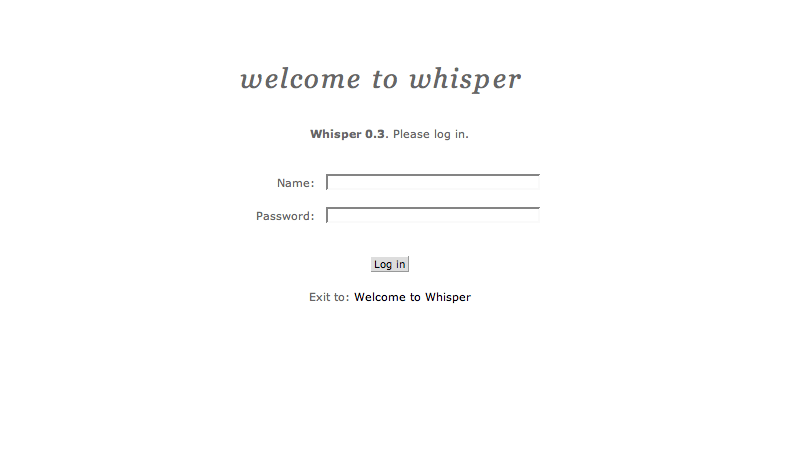 welcome to whisper
Whisper 0.3. Please log in.
Name:
Password:
Log in
Exit to: Welcome to Whisper